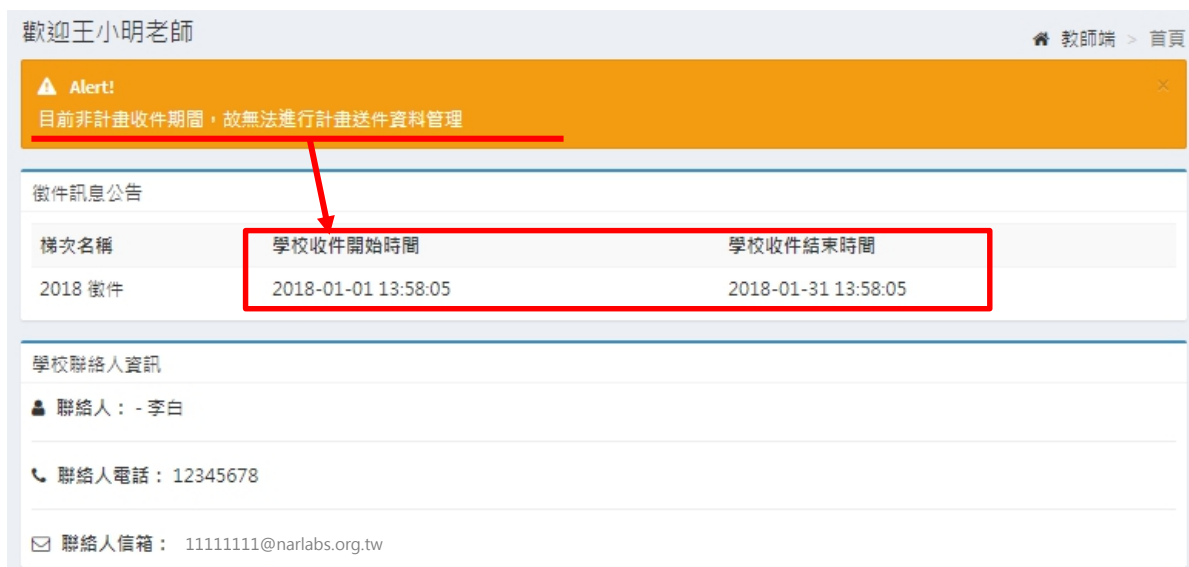 歡迎王小明老師
教師端 > 首頁
Alert!
×
目前非計畫收件期間,故無法進行計畫送件資料管理
徵件訊息公告
梯次名稱 學校收件開始時間 學校收件結束時間
2018 徵件 2018-01-01 13:58:05 2018-01-31 13:58:05
學校聯絡人資訊
聯絡人: - 李白
聯絡人電話: 12345678
聯絡人信箱: 11111111@narlabs.org.tw